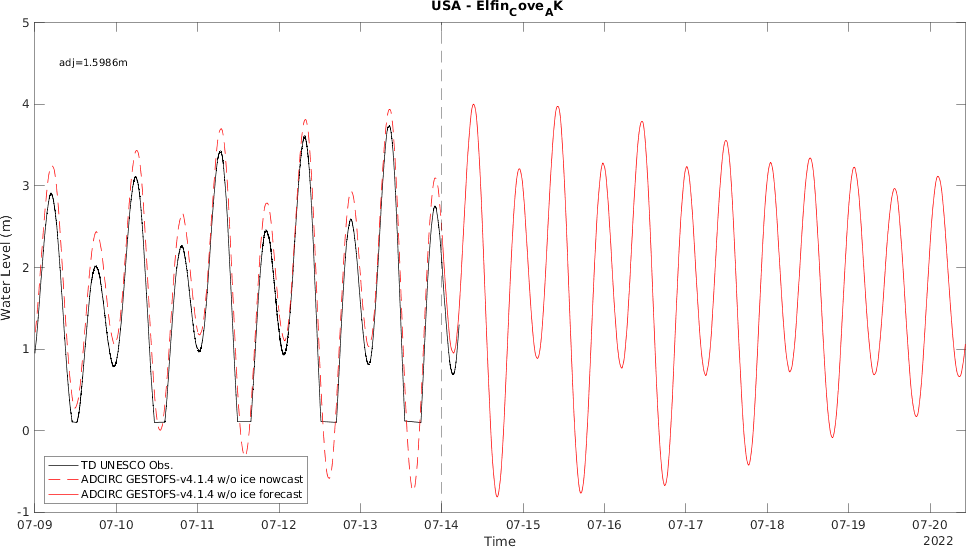 USA - Elfin_Cove_AK
adj=1.5986m
Water Level (m)
5
4
3
2
1
0
-1
TD UNESCO Obs.
ADCIRC GESTOFS-v4.1.4 w/o ice nowcast
ADCIRC GESTOFS-v4.1.4 w/o ice forecast
07-09 07-10 07-11 07-12 07-13 07-14 07-15 07-16 07-17 07-18 07-19 07-20
Time
2022